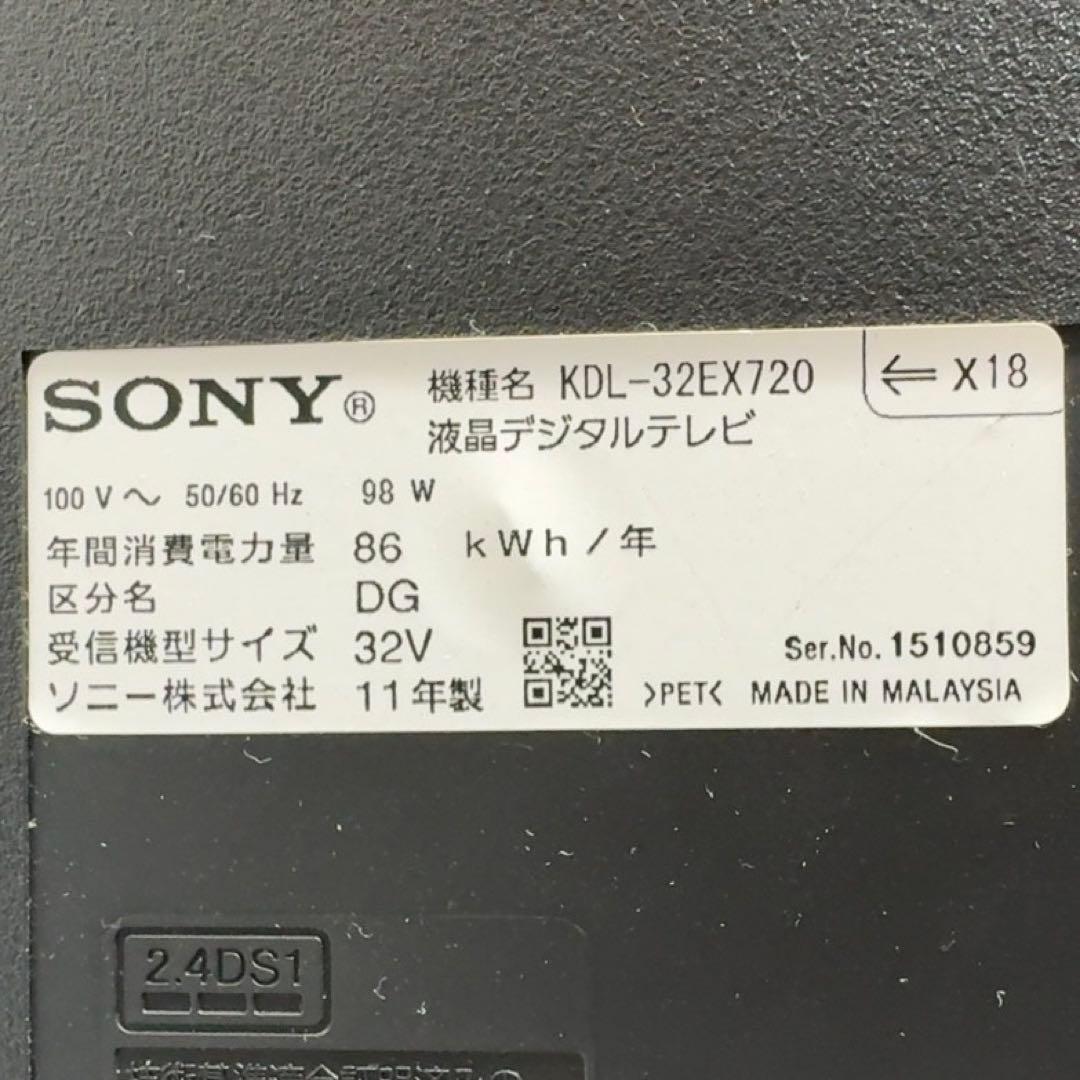 SONY®
機種名 KDL-32EX720
⇐ X18
液晶デジタルテレビ
100 V ～ 50/60 Hz 98 W
年間消費電力量 86 kWh/年
区分名 DG
受信機型サイズ 32V
Ser.No. 1510859
ソニー株式会社 11年製 >PET< MADE IN MALAYSIA
2.4DS1